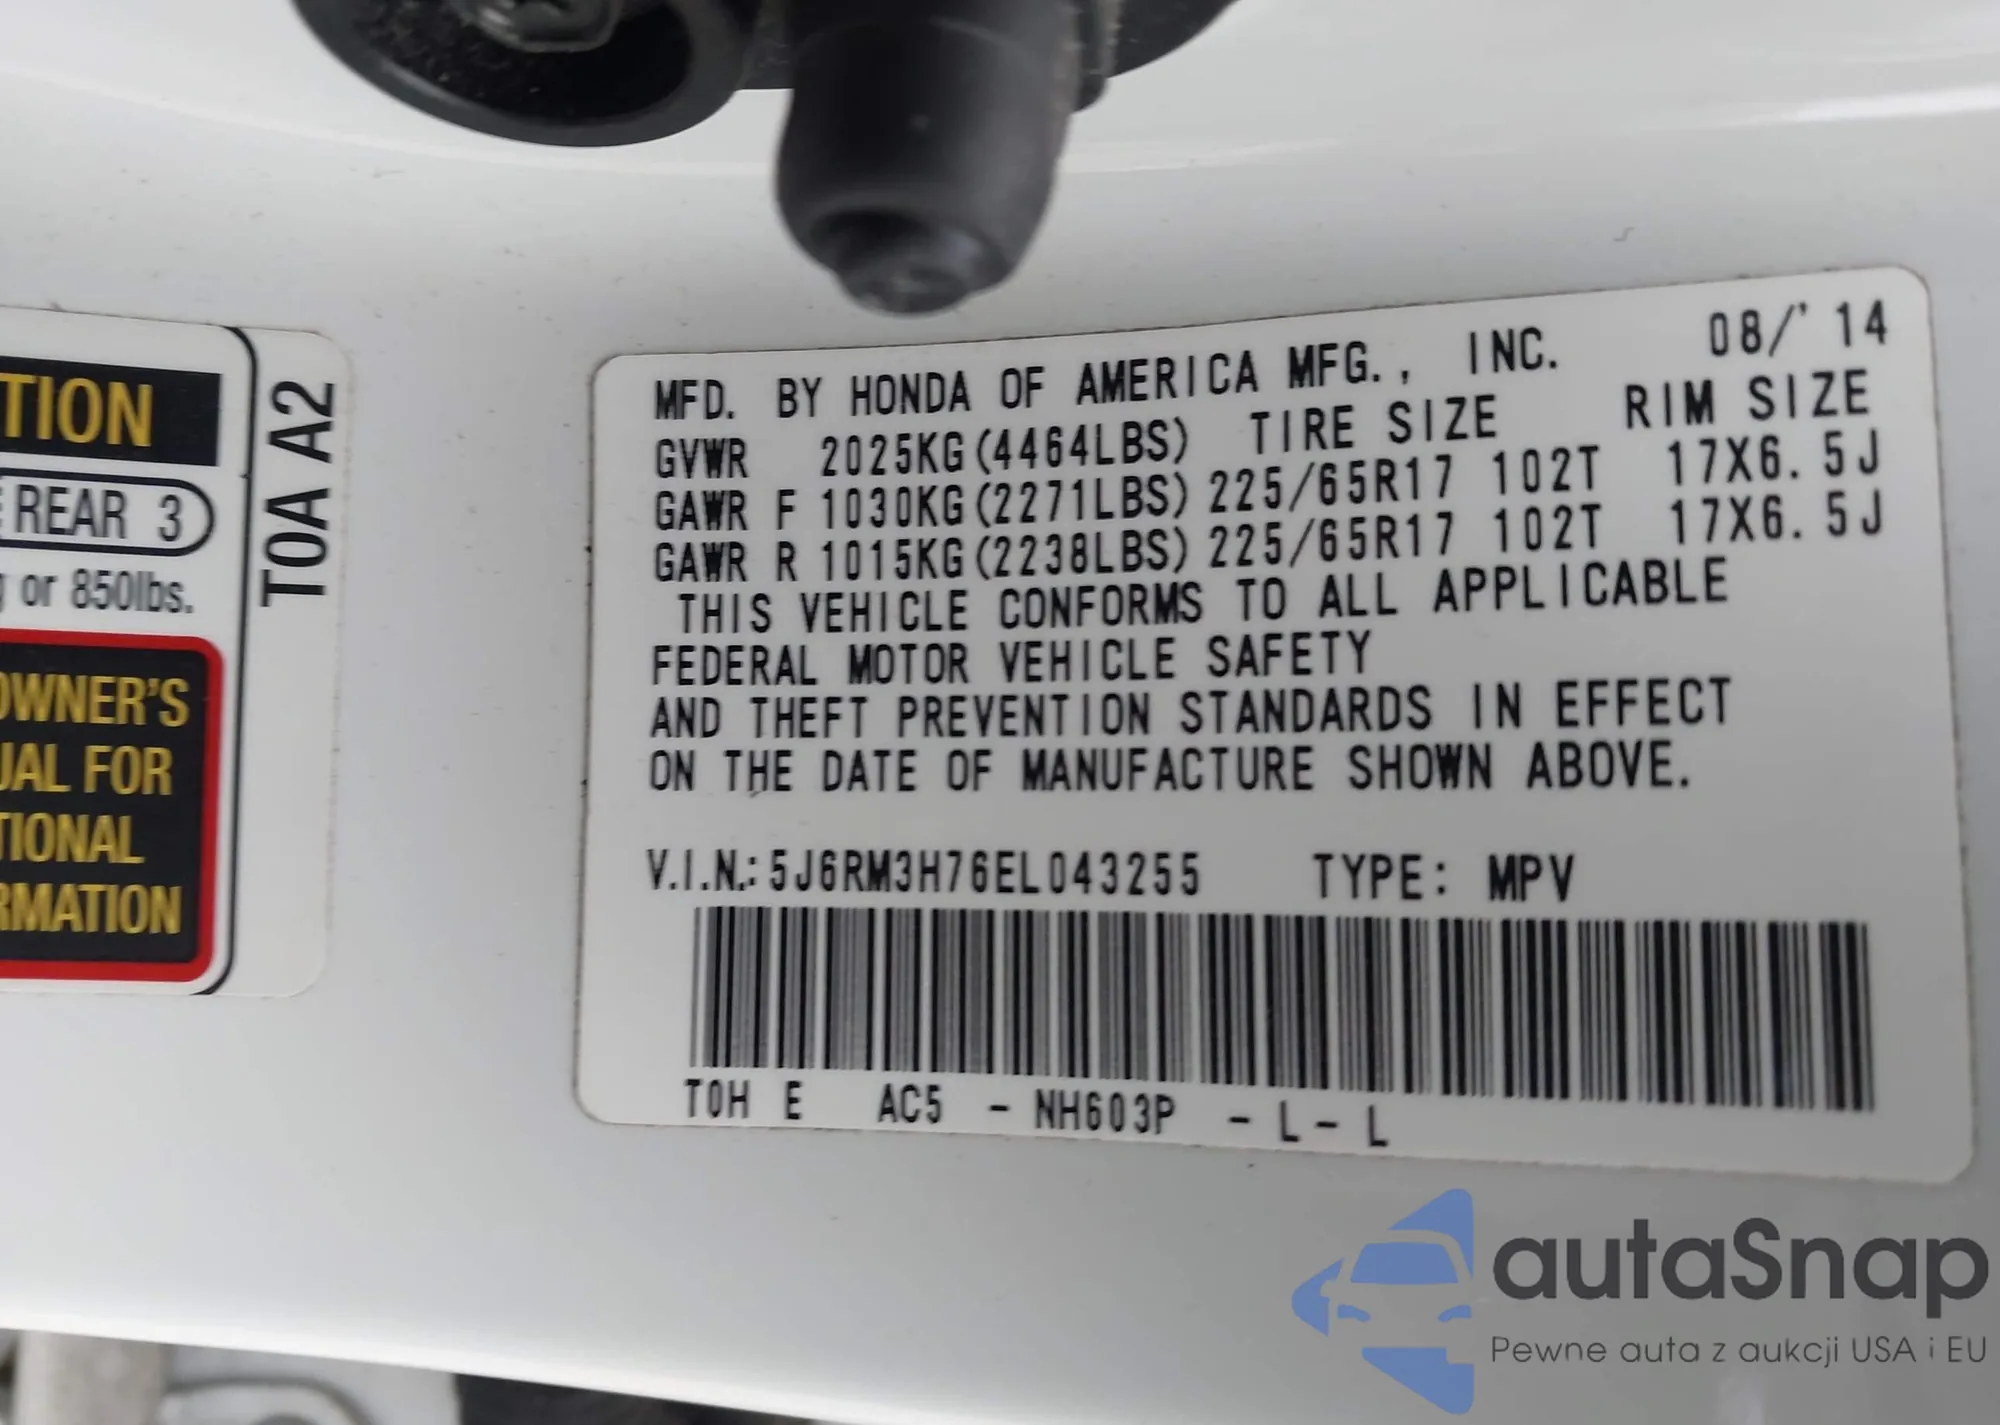 TION
REAR 3
or 850lbs.
OWNER'S
UAL FOR
TIONAL
RMATION
T0A A2
MFD. BY HONDA OF AMERICA MFG., INC. 08/'14
GVWR 2025KG(4464LBS) TIRE SIZE RIM SIZE
GAWR F 1030KG(2271LBS) 225/65R17 102T 17X6.5J
GAWR R 1015KG(2238LBS) 225/65R17 102T 17X6.5J
THIS VEHICLE CONFORMS TO ALL APPLICABLE
FEDERAL MOTOR VEHICLE SAFETY
AND THEFT PREVENTION STANDARDS IN EFFECT
ON THE DATE OF MANUFACTURE SHOWN ABOVE.
V.I.N.: 5J6RM3H76EL043255 TYPE: MPV
T0H E AC5 - NH603P - L - L
autaSnap
Pewne auta z aukcji USA i EU